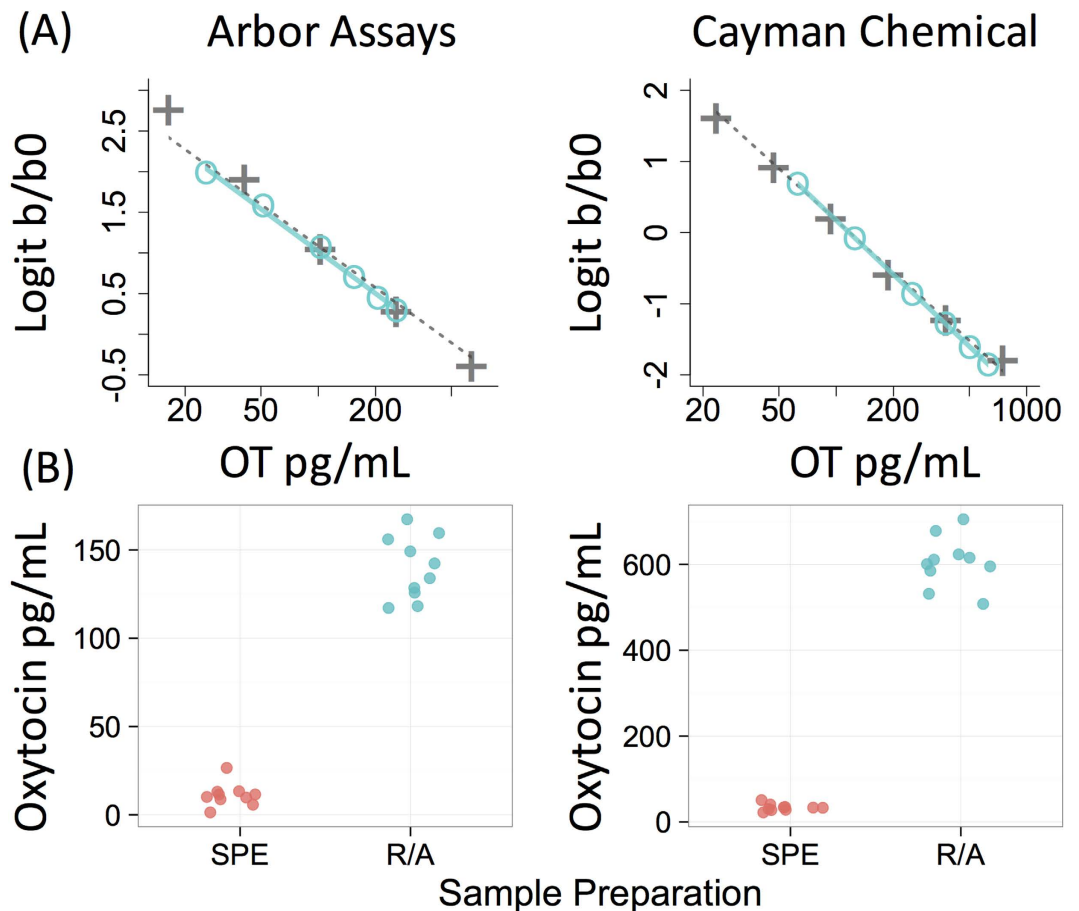 (A)
Arbor Assays
Cayman Chemical
Logit b/b0
2.5
1.5
0.5
-0.5
20
50
200
OT pg/mL
Logit b/b0
2
1
0
-1
-2
20
50
200
1000
OT pg/mL
(B)
Oxytocin pg/mL
150
100
50
0
SPE
R/A
Oxytocin pg/mL
600
400
200
0
SPE
R/A
Sample Preparation